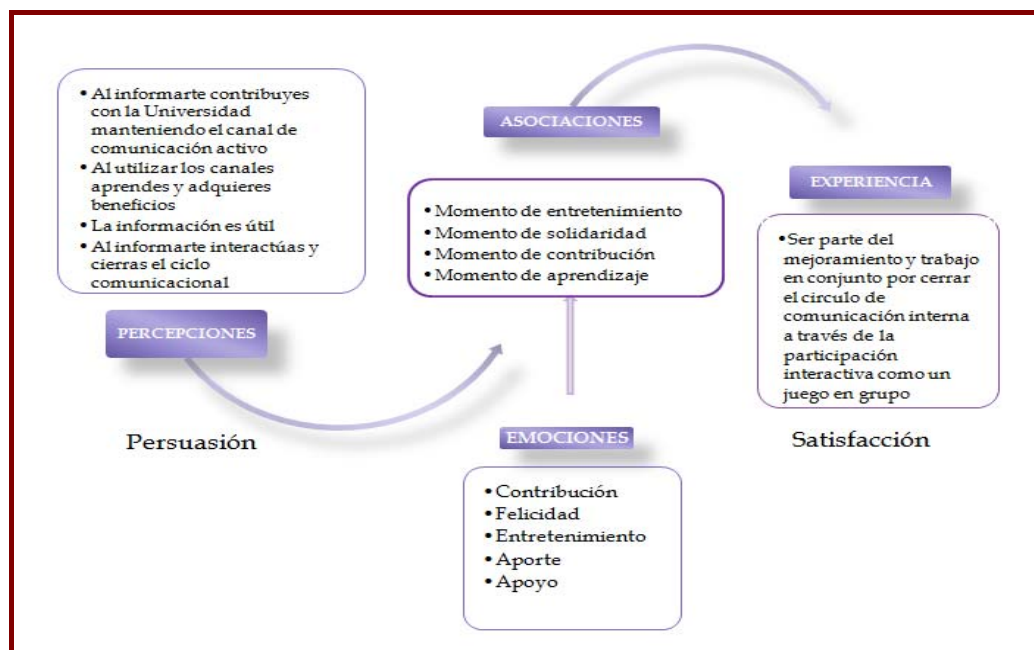 • Al informarte contribuyes
con la Universidad
manteniendo el canal de
comunicación activo
• Al utilizar los canales
aprendes y adquieres
beneficios
• La información es útil
• Al informarte interactúas y
cierras el ciclo
comunicacional
PERCEPCIONES
Persuasión
ASOCIACIONES
• Momento de entretenimiento
• Momento de solidaridad
• Momento de contribución
• Momento de aprendizaje
EMOCIONES
• Contribución
• Felicidad
• Entretenimiento
• Aporte
• Apoyo
EXPERIENCIA
• Ser parte del
mejoramiento y trabajo
en conjunto por cerrar
el circulo de
comunicación interna
a través de la
participación
interactiva como un
juego en grupo
Satisfacción